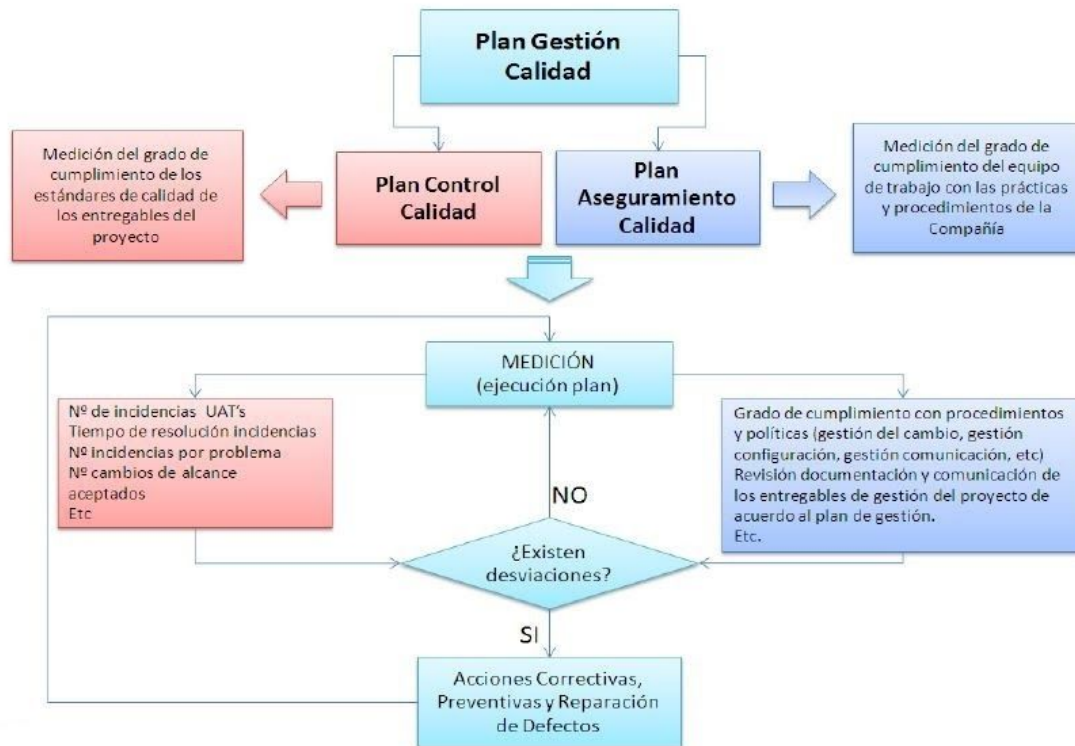 Plan Gestión
Calidad
Medición del grado de
cumplimiento de los
estándares de calidad de
los entregables del
proyecto
Plan Control
Calidad
Plan
Aseguramiento
Calidad
Medición del grado de
cumplimiento del equipo
de trabajo con las prácticas
y procedimientos de la
Compañía
MEDICIÓN
(ejecución plan)
Nº de incidencias UAT's
Tiempo de resolución incidencias
Nº incidencias por problema
Nº cambios de alcance
aceptados
Etc
Grado de cumplimiento con procedimientos
y políticas (gestión del cambio, gestión
configuración, gestión comunicación, etc)
Revisión documentación y comunicación de
los entregables de gestión del proyecto de
acuerdo al plan de gestión.
Etc.
NO
¿Existen
desviaciones?
SI
Acciones Correctivas,
Preventivas y Reparación
de Defectos